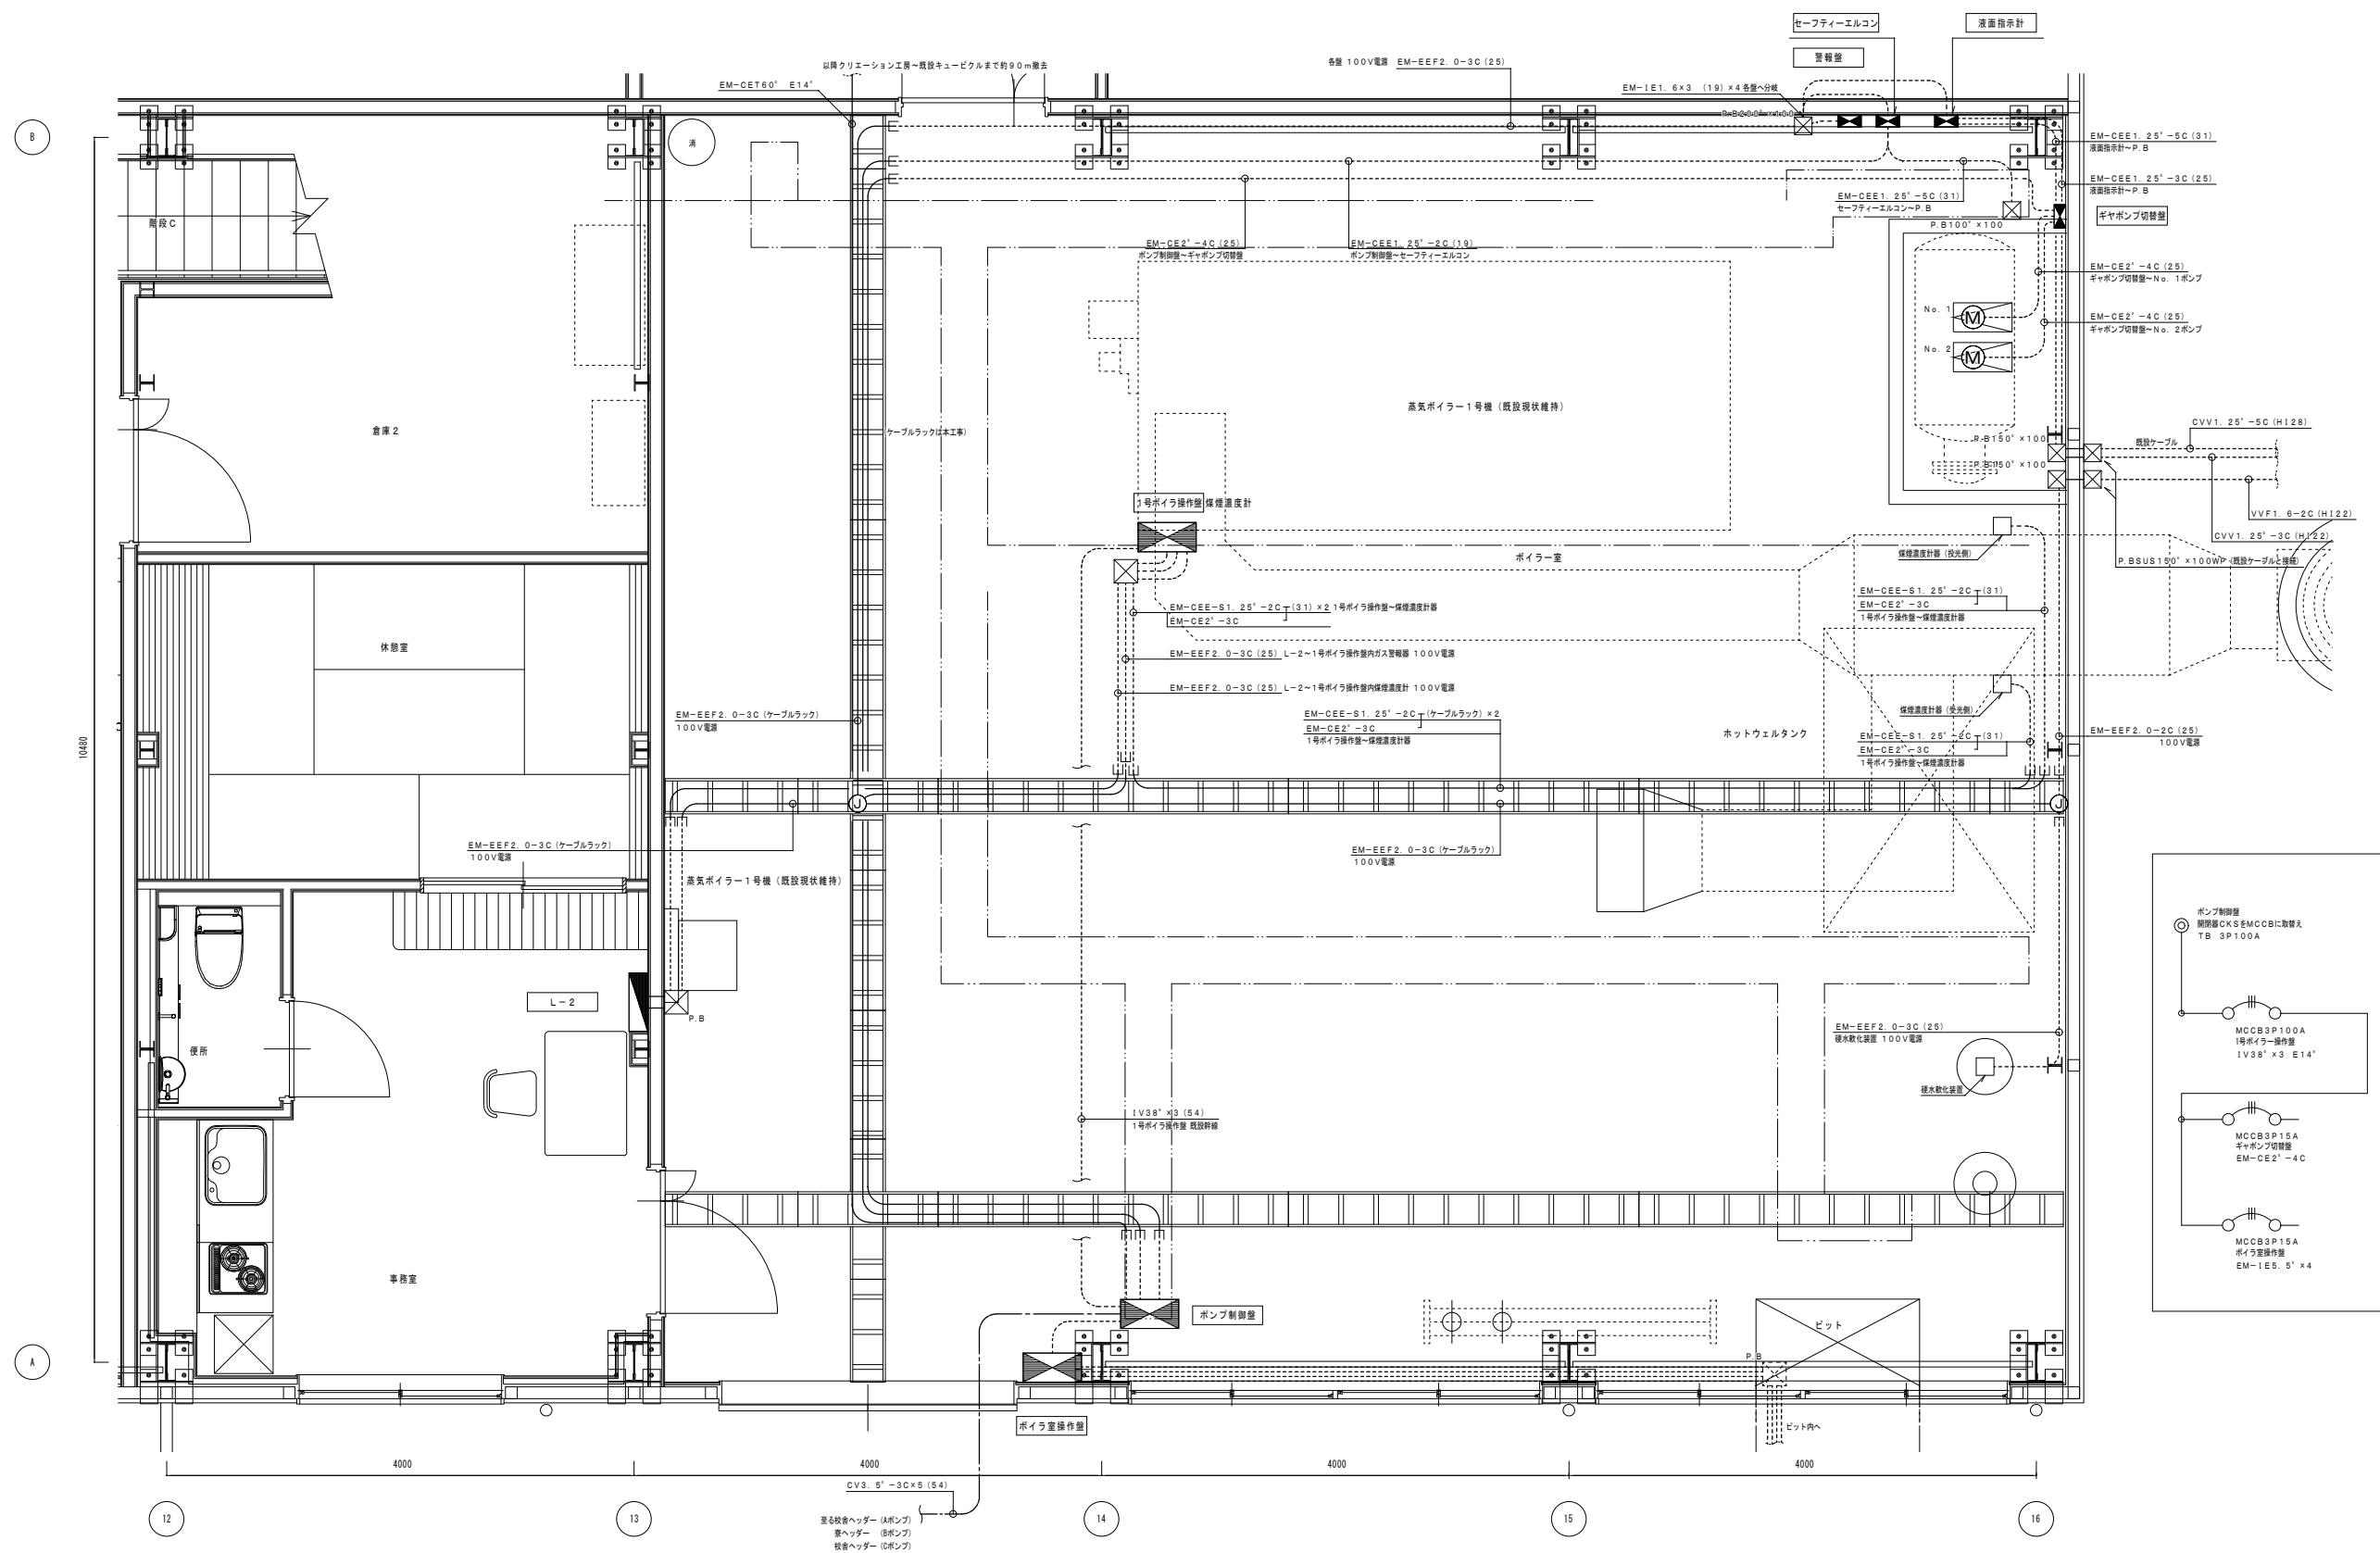 セーフティーエルコン
液面指示計
警報盤
以降クリエーション工房~既設キュービクルまで約90m撤去
各盤 100V電源 EM-EEF2.0-3C(25)
EM-CET60° E14°
EM-IE1.6×3 (19)×4 各盤へ分岐
P.B200°×100
B
消
EM-CEE1.25°-5C(31)
液面指示計~P.B
EM-CEE1.25°-3C(25)
液面指示計~P.B
EM-CEE1.25°-5C(31)
セーフティーエルコン~P.B
ギヤポンプ切替盤
階段C
P.B100°×100
EM-CE2°-4C(25)
ポンプ制御盤~ギャポンプ切替盤
EM-CEE1.25°-2C(19)
ポンプ制御盤~セーフティーエルコン
EM-CE2°-4C(25)
ギャポンプ切替盤~No.1ポンプ
No.1
M
EM-CE2°-4C(25)
ギャポンプ切替盤~No.2ポンプ
No.2
M
蒸気ボイラー1号機(既設現状維持)
倉庫2
ケーブルラックは本工事)
CVV1.25°-5C(HI28)
既設ケーブル
P.B150°×100
P.B150°×100
1号ボイラ操作盤
煤煙濃度計
VVF1.6-2C(HI22)
CVV1.25°-3C(HI22)
P.BSUS150°×100WP(既設ケーブルと接続)
ボイラー室
煤煙濃度計器(投光側)
EM-CEE-S1.25°-2C(31)
EM-CE2°-3C
1号ボイラ操作盤~煤煙濃度計器
EM-CEE-S1.25°-2C(31)×2 1号ボイラ操作盤~煤煙濃度計器
EM-CE2°-3C
休憩室
EM-EEF2.0-3C(25) L-2~1号ボイラ操作盤内ガス警報器 100V電源
EM-EEF2.0-3C(25) L-2~1号ボイラ操作盤内煤煙濃度計 100V電源
EM-EEF2.0-3C(ケーブルラック)
100V電源
EM-CEE-S1.25°-2C(ケーブルラック)×2
EM-CE2°-3C
1号ボイラ操作盤~煤煙濃度計器
煤煙濃度計器(受光側)
ホットウェルタンク
EM-CEE-S1.25°-2C(31)
EM-CE2°-3C
1号ボイラ操作盤~煤煙濃度計器
EM-EEF2.0-2C(25)
100V電源
10480
J
J
EM-EEF2.0-3C(ケーブルラック)
100V電源
EM-EEF2.0-3C(ケーブルラック)
100V電源
蒸気ボイラー1号機(既設現状維持)
ポンプ制御盤
開閉器CKSをMCCBに取替え
TB 3P100A
L-2
P.B
便所
EM-EEF2.0-3C(25)
硬水軟化装置 100V電源
硬水軟化装置
MCCB3P100A
1号ボイラー操作盤
IV38°×3 E14°
IV38°×3(54)
1号ボイラ操作盤 既設幹線
MCCB3P15A
ギャポンプ切替盤
EM-CE2°-4C
MCCB3P15A
ボイラ室操作盤
EM-IE5.5°×4
事務室
ポンプ制御盤
ピット
P.B
A
ボイラ室操作盤
ピット内へ
4000
4000
4000
4000
CV3.5°-3C×5(54)
12
13
14
15
16
至る校舎ヘッダー(Aポンプ)
寮ヘッダー (Bポンプ)
校舎ヘッダー(Cポンプ)